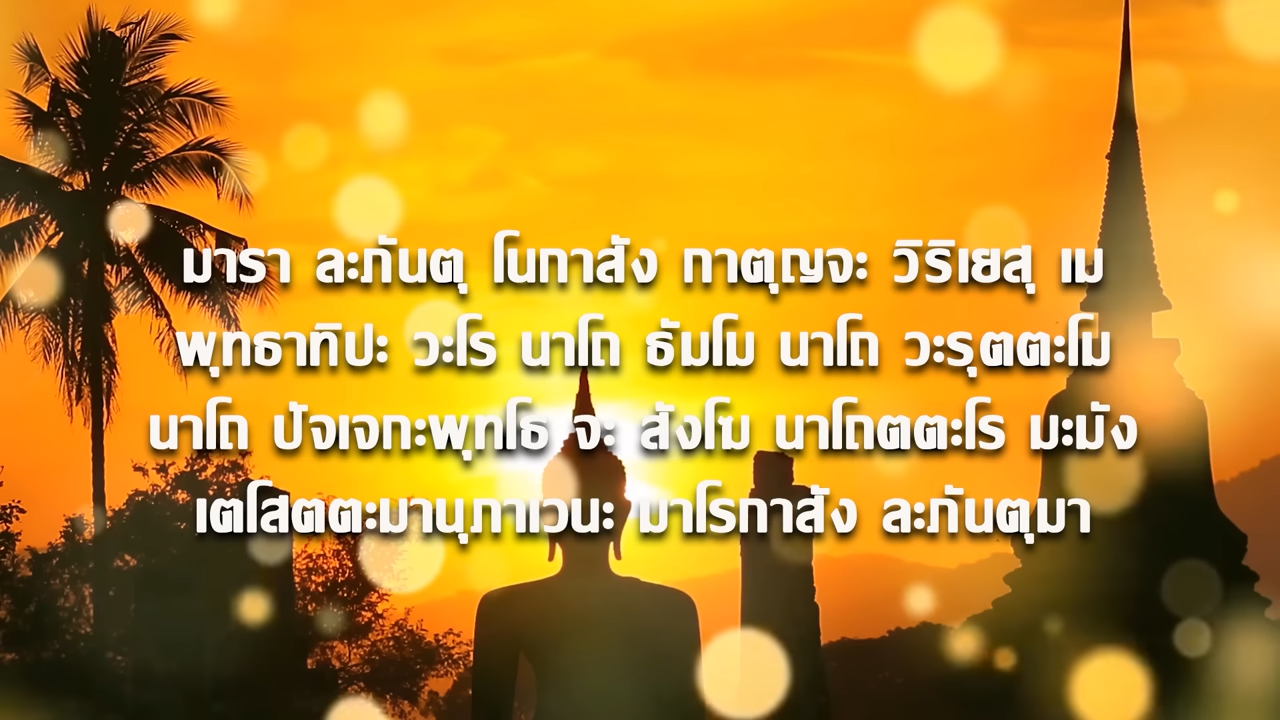 มารา ละภันตุ โนกาสัง กาตุญจะ วิริเยสุ เม
พุทธาทิปะ วะโร นาโถ ธัมโม นาโถ วะรุตตะโม
นาโถ ปัจเจกะพุทโธ จะ สังโฆ นาโถตตะโร มะมัง
เตโสตตะมานุภาเวนะ มาโรกาสัง ละภันตุมา